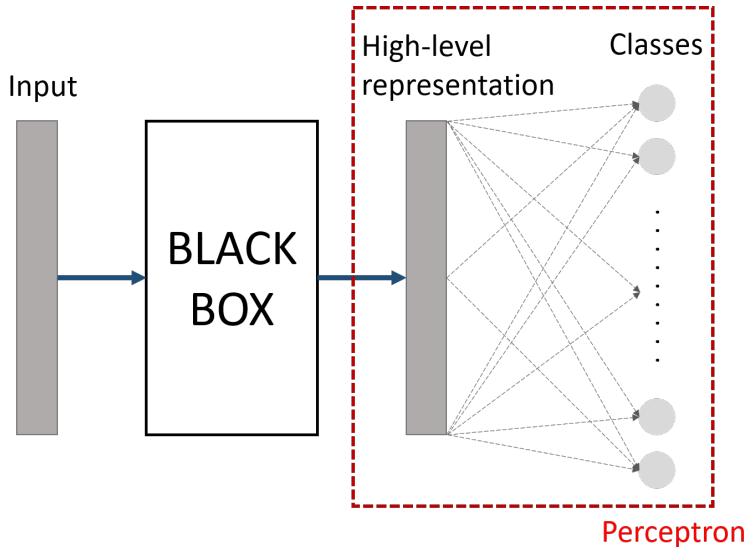 Input
BLACK
BOX
High-level
representation
Classes
Perceptron